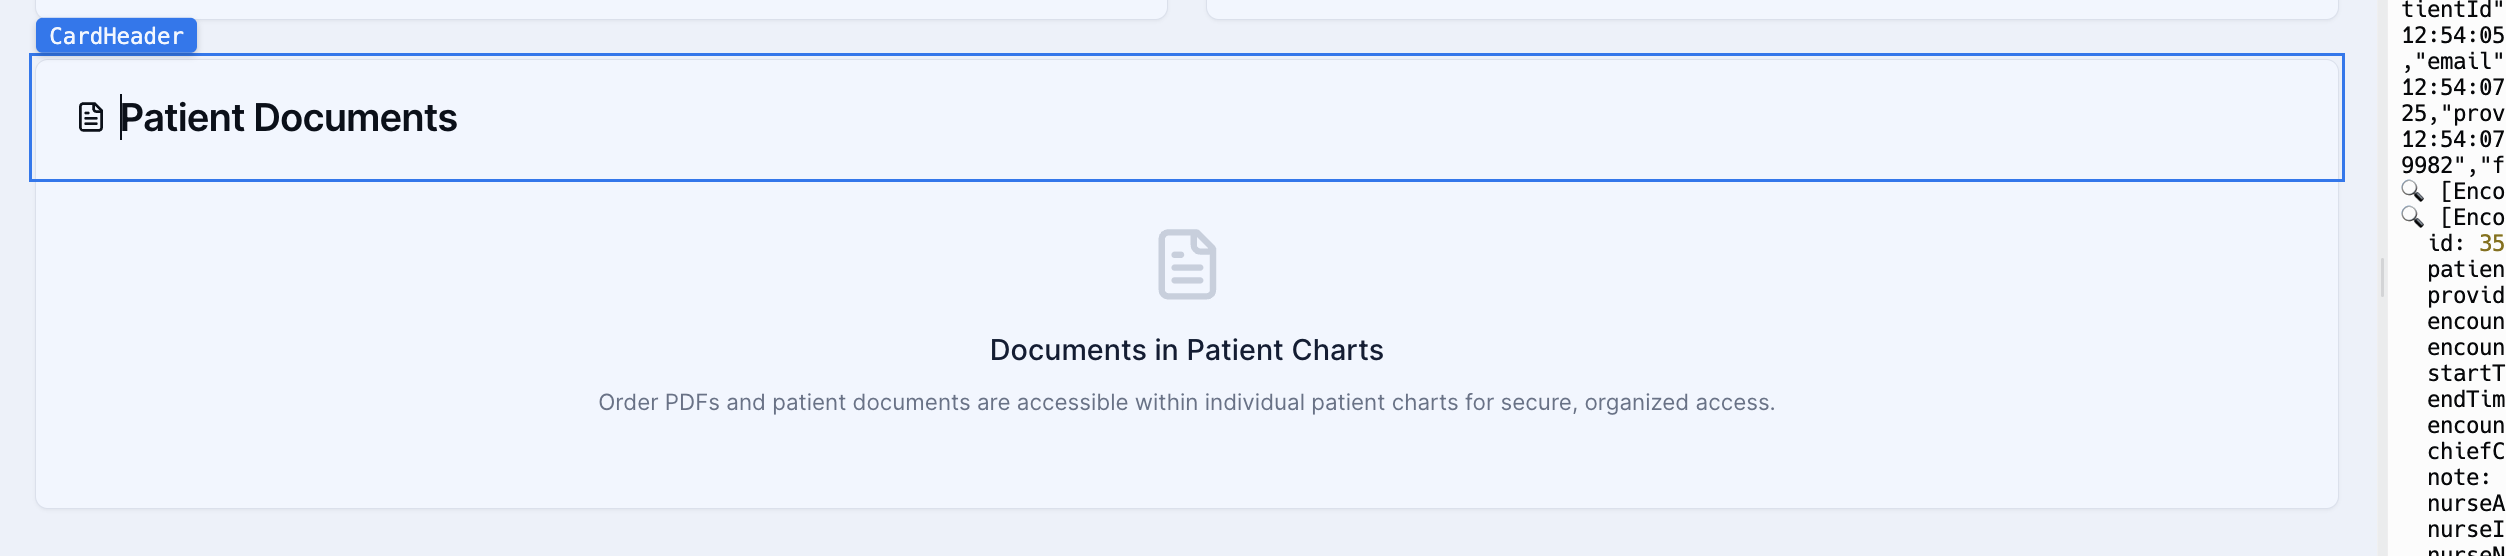 CardHeader
Patient Documents
Documents in Patient Charts
Order PDFs and patient documents are accessible within individual patient charts for secure, organized access.
tientId"
12:54:05
,"email"
12:54:07
25,"prov
12:54:07
9982","f
🔍 [Enco
🔍 [Enco
id: 35
patien
provid
encoun
encoun
startT
endTim
encoun
chiefC
note:
nurseA
nurseI
nurseN